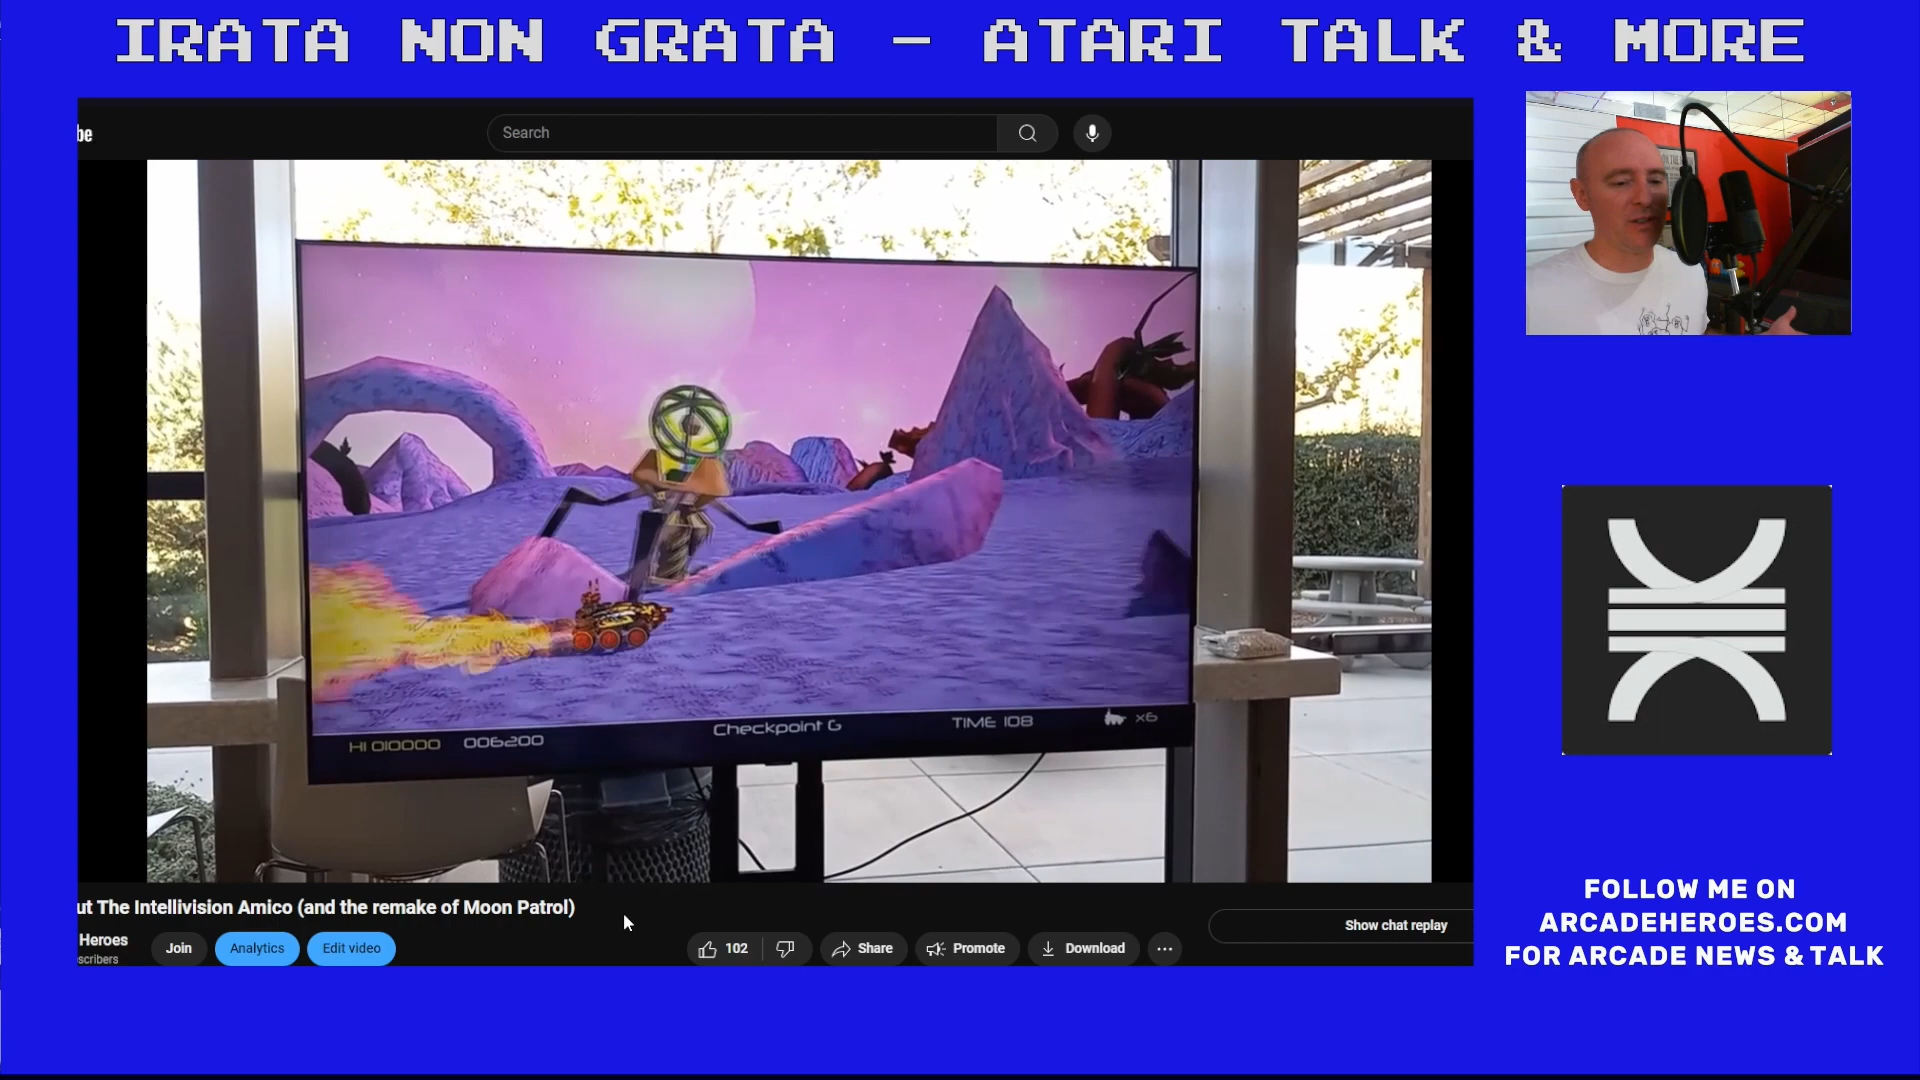 IRATA NON GRATA - ATARI TALK & MORE
be
Search
HI 010000 006200 Checkpoint G TIME 108 x6
ut The Intellivision Amico (and the remake of Moon Patrol)
Heroes
scribers
Join Analytics Edit video 102 Share Promote Download Show chat replay
FOLLOW ME ON
ARCADEHEROES.COM
FOR ARCADE NEWS & TALK